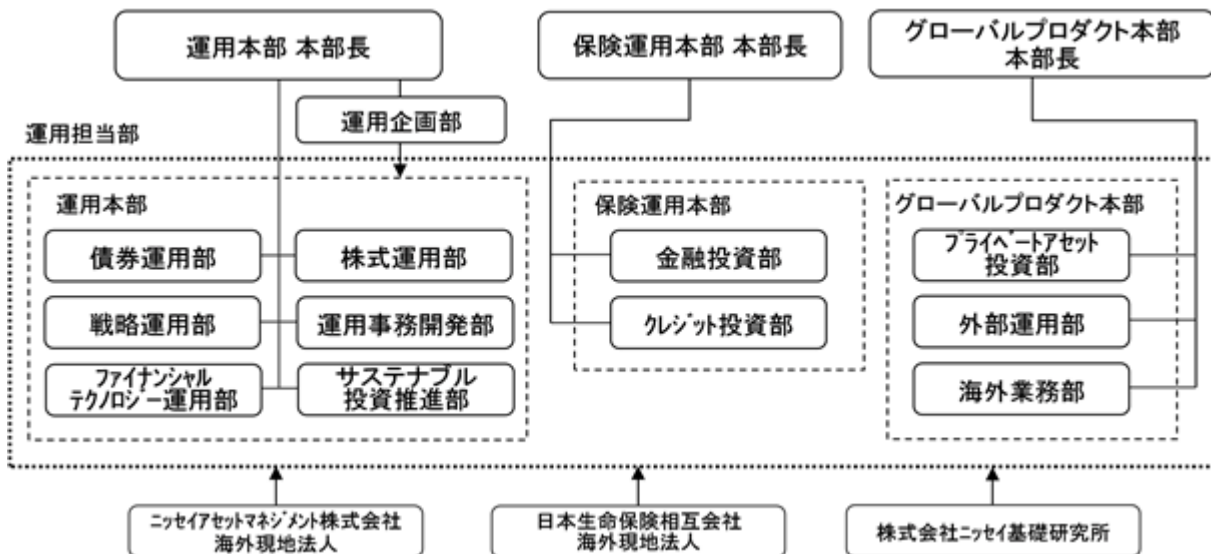 運用本部 本部長
保険運用本部 本部長
グローバルプロダクト本部
本部長
運用企画部
運用担当部
運用本部
債券運用部
株式運用部
戦略運用部
運用事務開発部
ファイナンシャル
テクノロジー運用部
サステナブル
投資推進部
保険運用本部
金融投資部
クレジット投資部
グローバルプロダクト本部
プライベートアセット
投資部
外部運用部
海外業務部
ニッセイアセットマネジメント株式会社
海外現地法人
日本生命保険相互会社
海外現地法人
株式会社ニッセイ基礎研究所